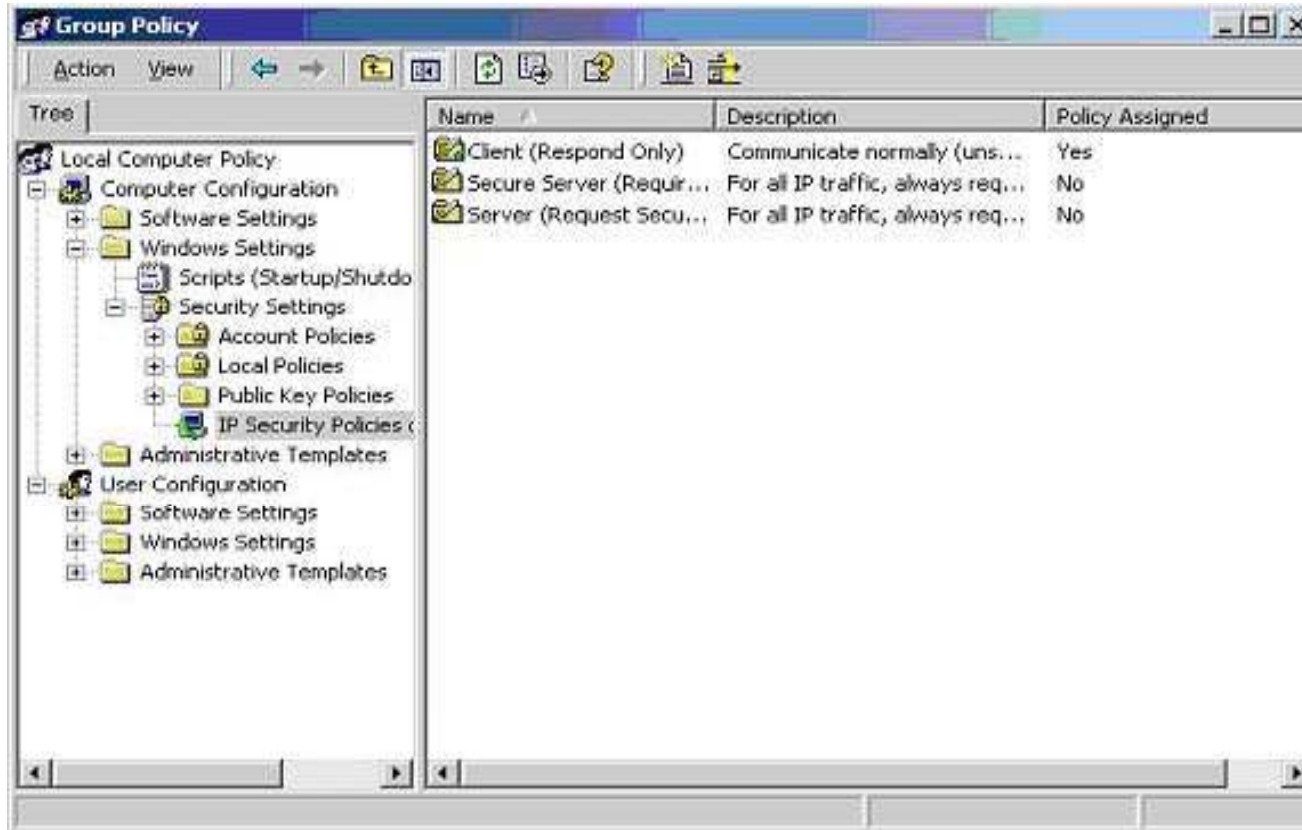 Group Policy
Action View
Tree
Name Description Policy Assigned
Local Computer Policy
Computer Configuration
Software Settings
Windows Settings
Scripts (Startup/Shutdo
Security Settings
Account Policies
Local Policies
Public Key Policies
IP Security Policies
Administrative Templates
User Configuration
Software Settings
Windows Settings
Administrative Templates
Client (Respond Only) Communicate normally (uns... Yes
Secure Server (Requir... For all IP traffic, always req... No
Server (Request Secu... For all IP traffic, always req... No